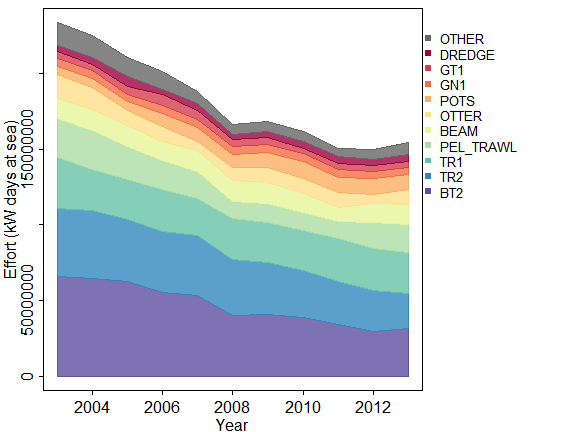 Effort (kW days at sea)
150000000
50000000
0
2004
2006
2008
2010
2012
Year
OTHER
DREDGE
GT1
GN1
POTS
OTTER
BEAM
PEL_TRAWL
TR1
TR2
BT2